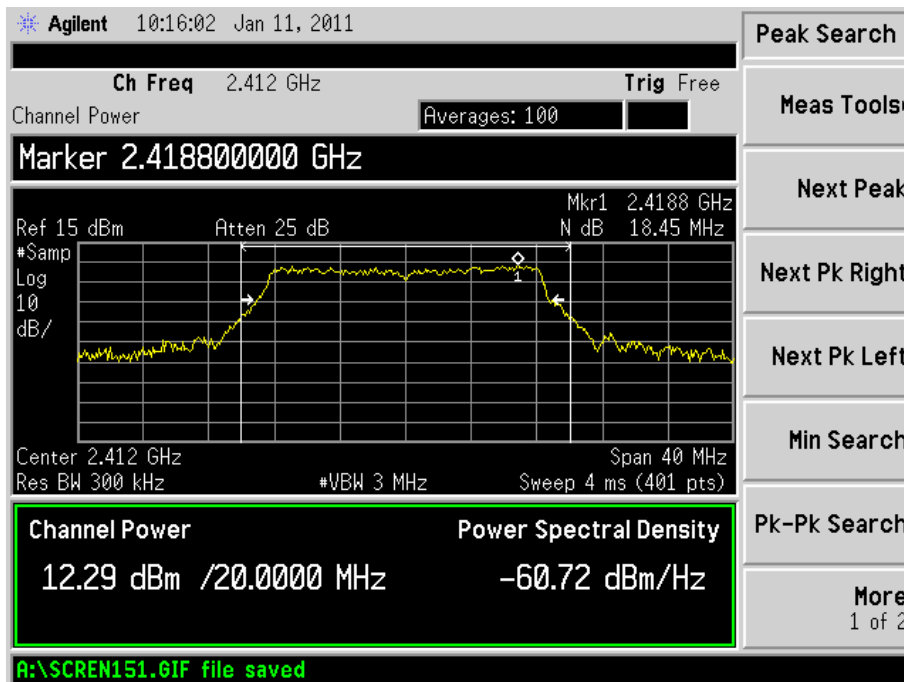 Agilent 10:16:02 Jan 11, 2011
Peak Search
Ch Freq 2.412 GHz Trig Free
Channel Power Averages: 100
Meas Tools
Marker 2.418800000 GHz
Next Peak
Mkr1 2.4188 GHz
Ref 15 dBm Atten 25 dB N dB 18.45 MHz
#Samp
Log
10
dB/
1
Next Pk Right
Next Pk Left
Min Search
Center 2.412 GHz Span 40 MHz
Res BW 300 kHz #VBW 3 MHz Sweep 4 ms (401 pts)
Channel Power Power Spectral Density
Pk-Pk Search
12.29 dBm /20.0000 MHz -60.72 dBm/Hz
More
1 of 2
A:\SCREN151.GIF file saved